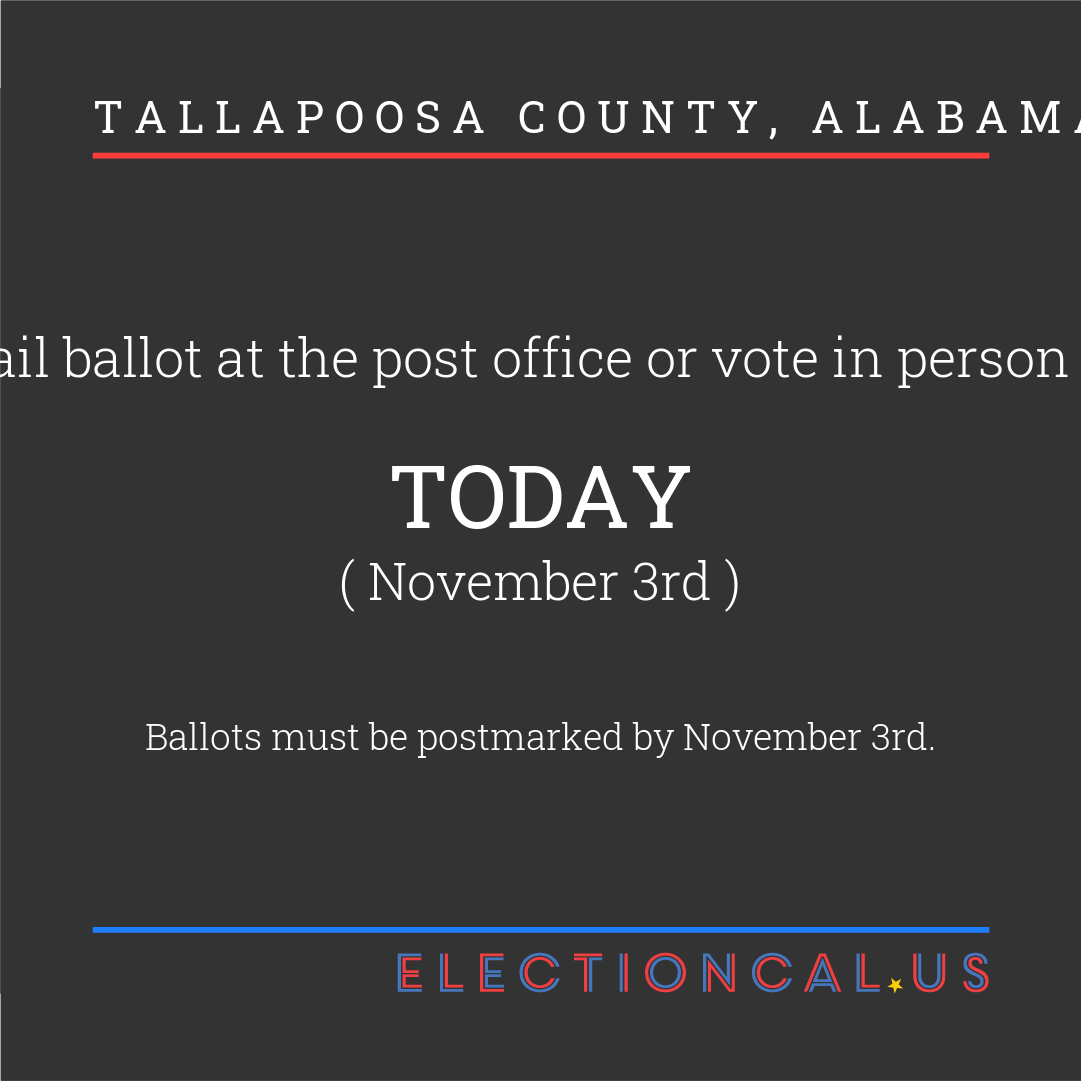 TALLAPOOSA COUNTY, ALABAMA
ail ballot at the post office or vote in person
TODAY
( November 3rd )
Ballots must be postmarked by November 3rd.
ELECTIONCAL.US